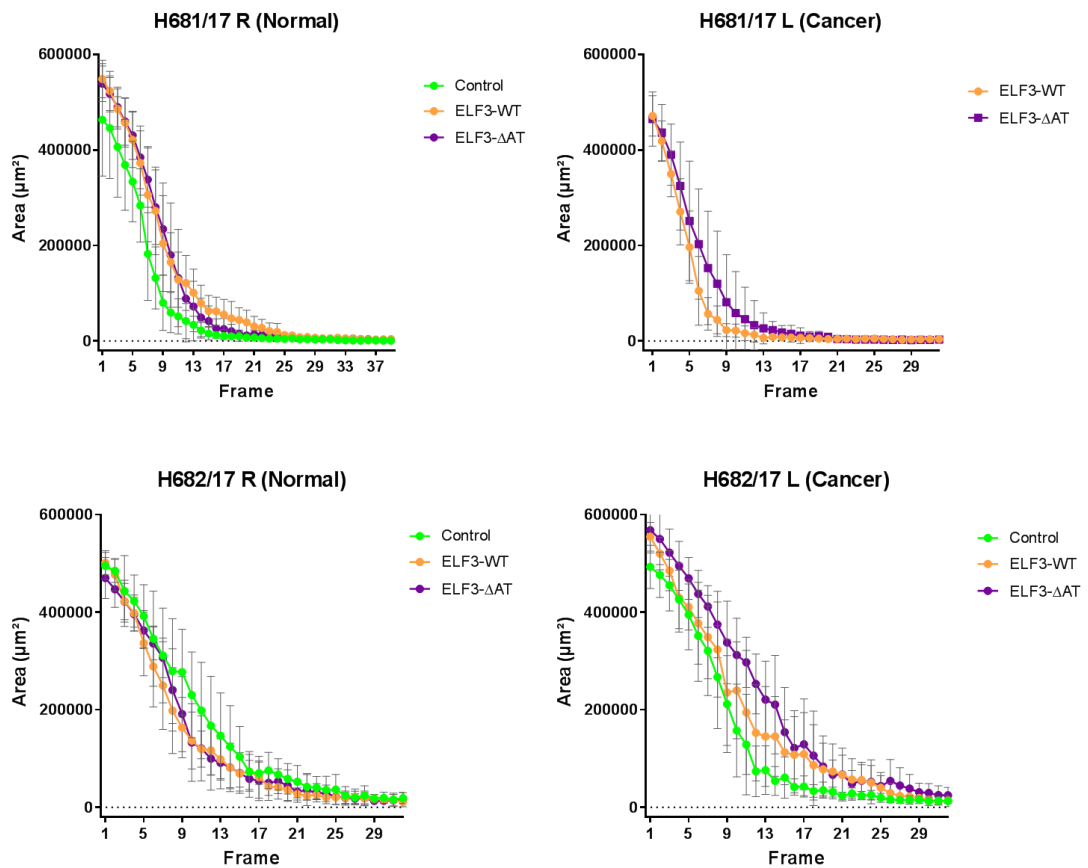 H681/17 R (Normal)
Area (µm²)
600000
400000
200000
0
1 5 9 13 17 21 25 29 33 37
Frame
Control
ELF3-WT
ELF3-ΔAT
H681/17 L (Cancer)
Area (µm²)
600000
400000
200000
0
1 5 9 13 17 21 25 29
Frame
ELF3-WT
ELF3-ΔAT
H682/17 R (Normal)
Area (µm²)
600000
400000
200000
0
1 5 9 13 17 21 25 29
Frame
Control
ELF3-WT
ELF3-ΔAT
H682/17 L (Cancer)
Area (µm²)
600000
400000
200000
0
1 5 9 13 17 21 25 29
Frame
Control
ELF3-WT
ELF3-ΔAT